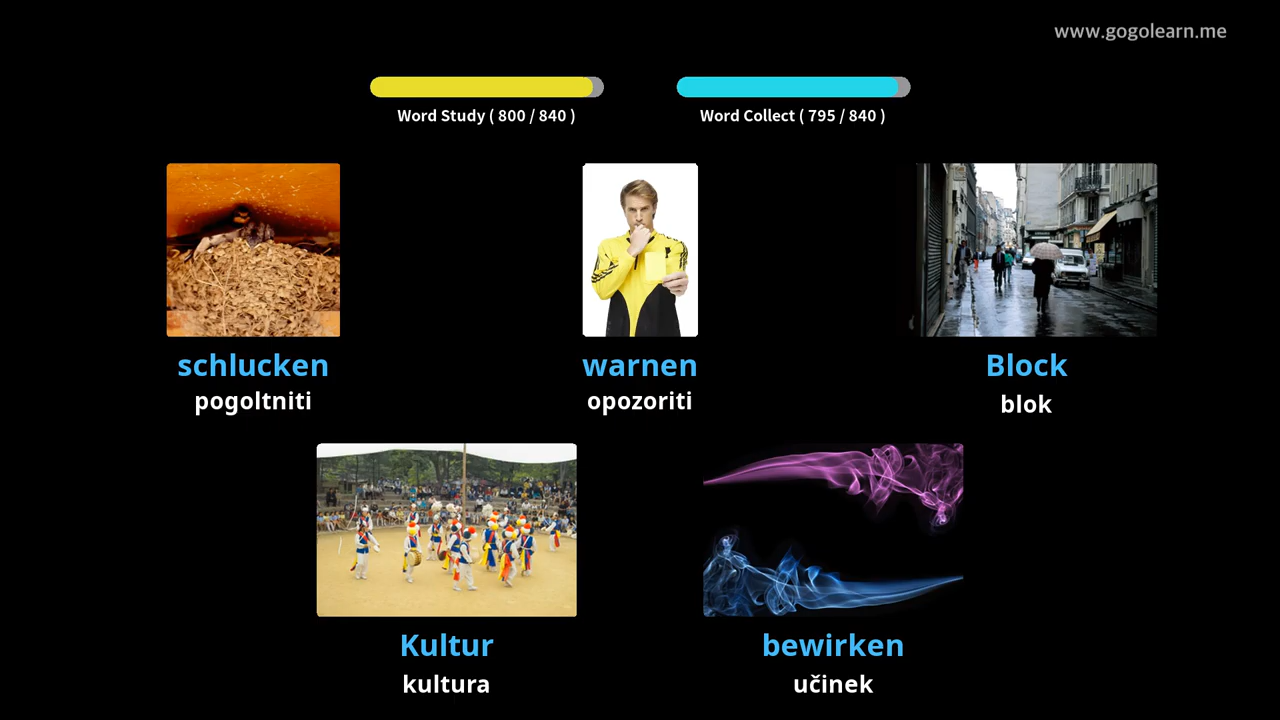 www.gogolearn.me
Word Study ( 800 / 840 )
Word Collect ( 795 / 840 )
schlucken
pogoltniti
warnen
opozoriti
Block
blok
Kultur
kultura
bewirken
učinek